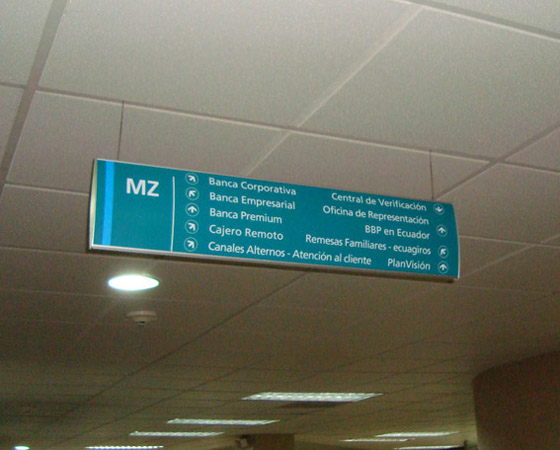 MZ
Banca Corporativa
Banca Empresarial
Banca Premium
Cajero Remoto
Canales Alternos - Atención al cliente
Central de Verificación
Oficina de Representación
BBP en Ecuador
Remesas Familiares - ecuagiros
PlanVisión